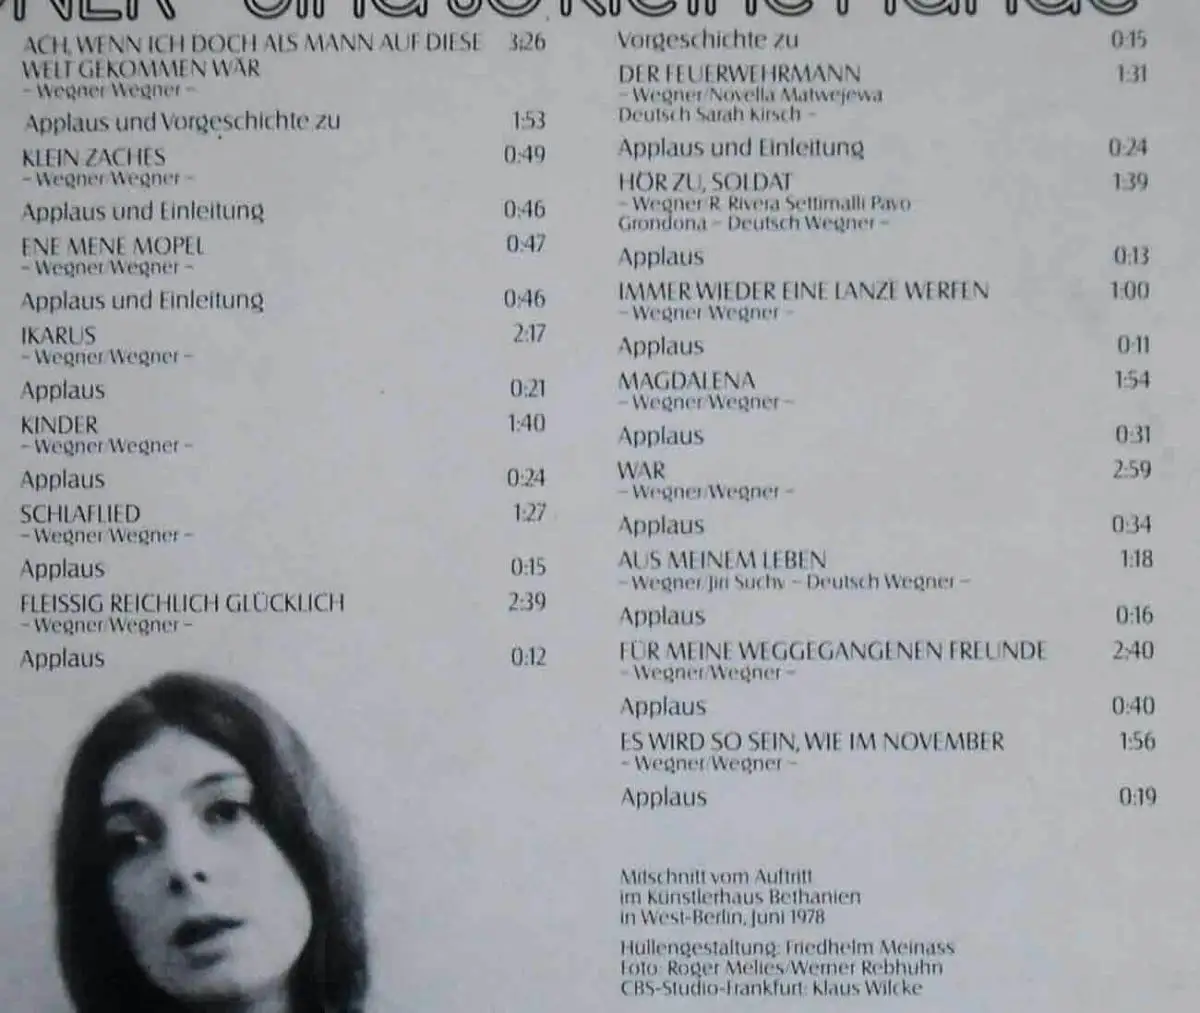 ACH, WENN ICH DOCH ALS MANN AUF DIESE 3:26
WELT GEKOMMEN WÄR
– Wegner/Wegner –
Applaus und Vorgeschichte zu 1:53
KLEIN ZACHES 0:49
– Wegner/Wegner –
Applaus und Einleitung 0:46
ENE MENE MOPEL 0:47
– Wegner/Wegner –
Applaus und Einleitung 0:46
IKARUS 2:17
– Wegner/Wegner –
Applaus 0:21
KINDER 1:40
– Wegner/Wegner –
Applaus 0:24
SCHLAFLIED 1:27
– Wegner/Wegner –
Applaus 0:15
FLEISSIG REICHLICH GLÜCKLICH 2:39
– Wegner/Wegner –
Applaus 0:12
Vorgeschichte zu 0:15
DER FEUERWEHRMANN 1:31
– Wegner/Novella Matwejewa
Deutsch Sarah Kirsch –
Applaus und Einleitung 0:24
HÖR ZU, SOLDAT 1:39
– Wegner R. Rivera Settimalli Pavo
Grondona – Deutsch Wegner –
Applaus 0:13
IMMER WIEDER EINE LANZE WERFEN 1:00
– Wegner/Wegner –
Applaus 0:11
MAGDALENA 1:54
– Wegner/Wegner –
Applaus 0:31
WAR 2:59
– Wegner/Wegner –
Applaus 0:34
AUS MEINEM LEBEN 1:18
– Wegner/Jiri Suchy – Deutsch Wegner –
Applaus 0:16
FÜR MEINE WEGGEGANGENEN FREUNDE 2:40
– Wegner/Wegner –
Applaus 0:40
ES WIRD SO SEIN, WIE IM NOVEMBER 1:56
– Wegner/Wegner –
Applaus 0:19
Mitschnitt vom Auftritt
im Künstlerhaus Bethanien
in West-Berlin, Juni 1978
Hüllengestaltung: Friedhelm Meinass
Foto: Roger Melies/Werner Rebhuhn
CBS-Studio-Frankfurt: Klaus Wilcke